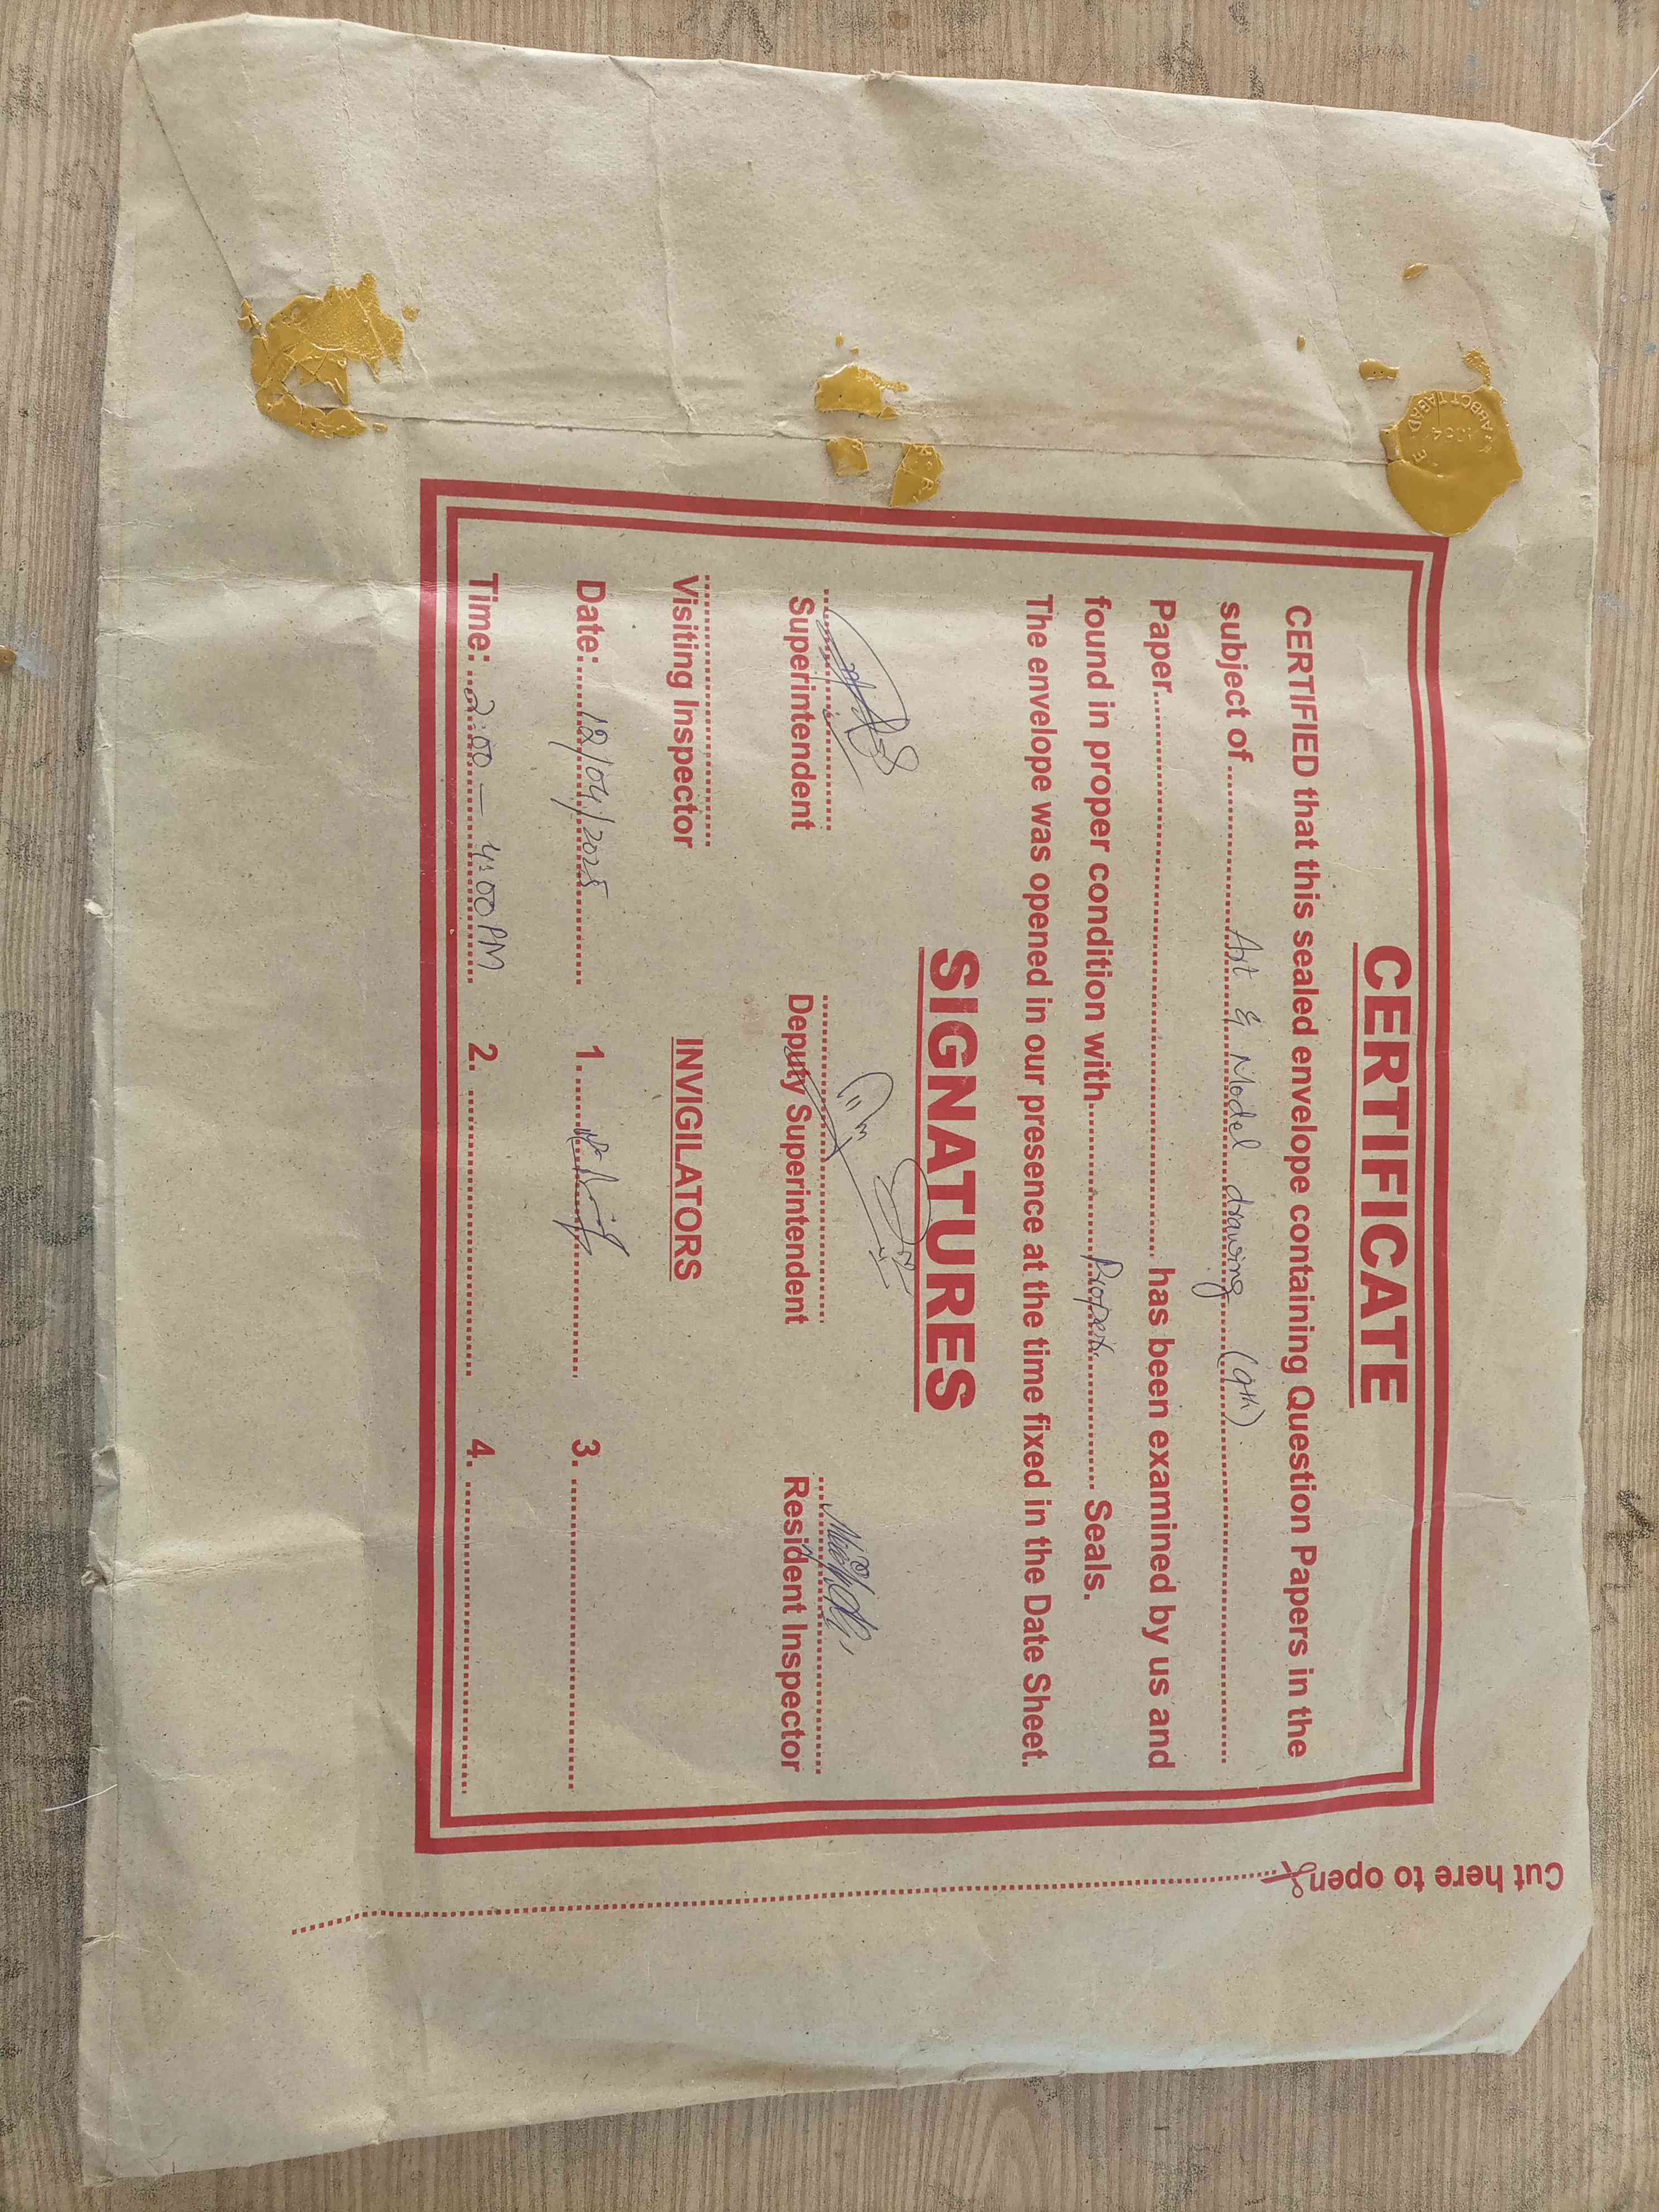 CERTIFICATE
CERTIFIED that this sealed envelope containing Question Papers in the
subject of.......... Art & Model drawing (9th) ..........
Paper.......... has been examined by us and
found in proper condition with.......... Proper .......... Seals.
The envelope was opened in our presence at the time fixed in the Date Sheet.
SIGNATURES
Superintendent Deputy Superintendent Resident Inspector
Visiting Inspector INVIGILATORS
Date:.... 12/04/2025 .... 1. .......... 3. ..........
Time: .... 2:00 – 4:00 PM .... 2. .......... 4. ..........
Cut here to open
ABBOTTABAD